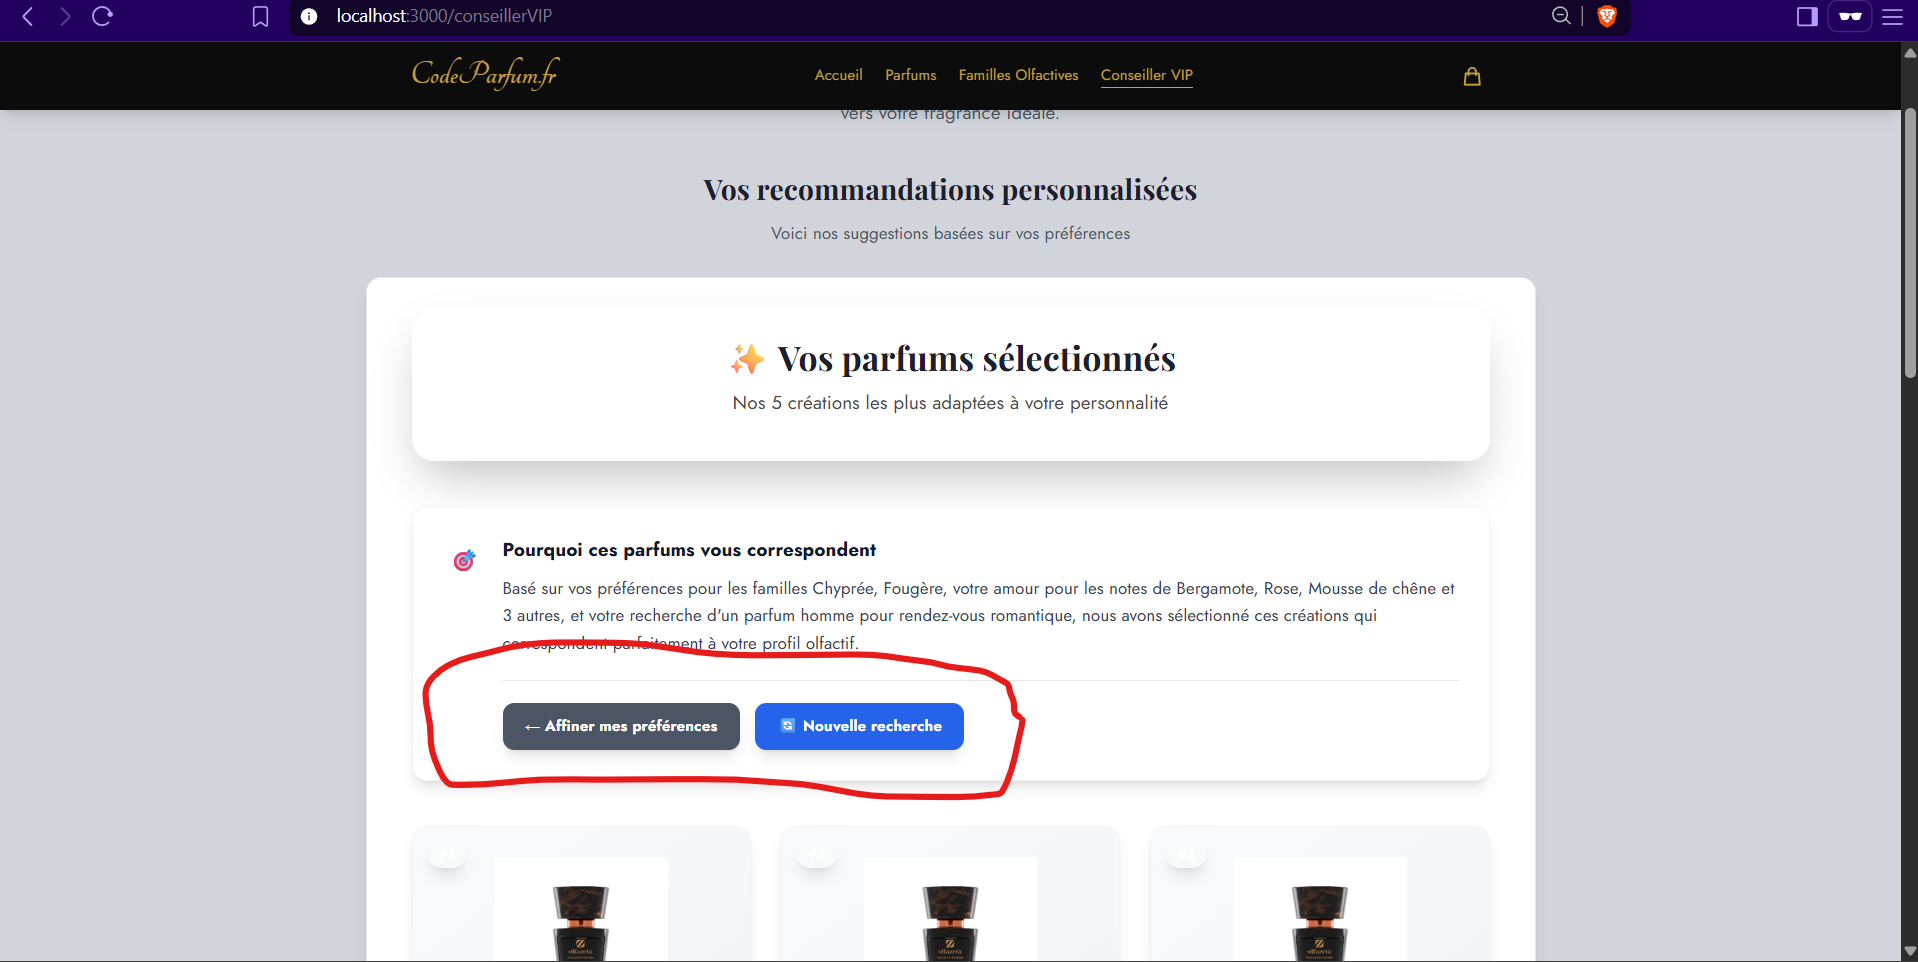 localhost:3000/conseillerVIP
CodeParfum.fr
Accueil
Parfums
Familles Olfactives
Conseiller VIP
vers votre fragrance idéale.
Vos recommandations personnalisées
Voici nos suggestions basées sur vos préférences
✨ Vos parfums sélectionnés
Nos 5 créations les plus adaptées à votre personnalité
Pourquoi ces parfums vous correspondent
Basé sur vos préférences pour les familles Chyprée, Fougère, votre amour pour les notes de Bergamote, Rose, Mousse de chêne et
3 autres, et votre recherche d'un parfum homme pour rendez-vous romantique, nous avons sélectionné ces créations qui
correspondent parfaitement à votre profil olfactif.
← Affiner mes préférences
Nouvelle recherche
#1
#2
#3
olfazeta
olfazeta
olfazeta